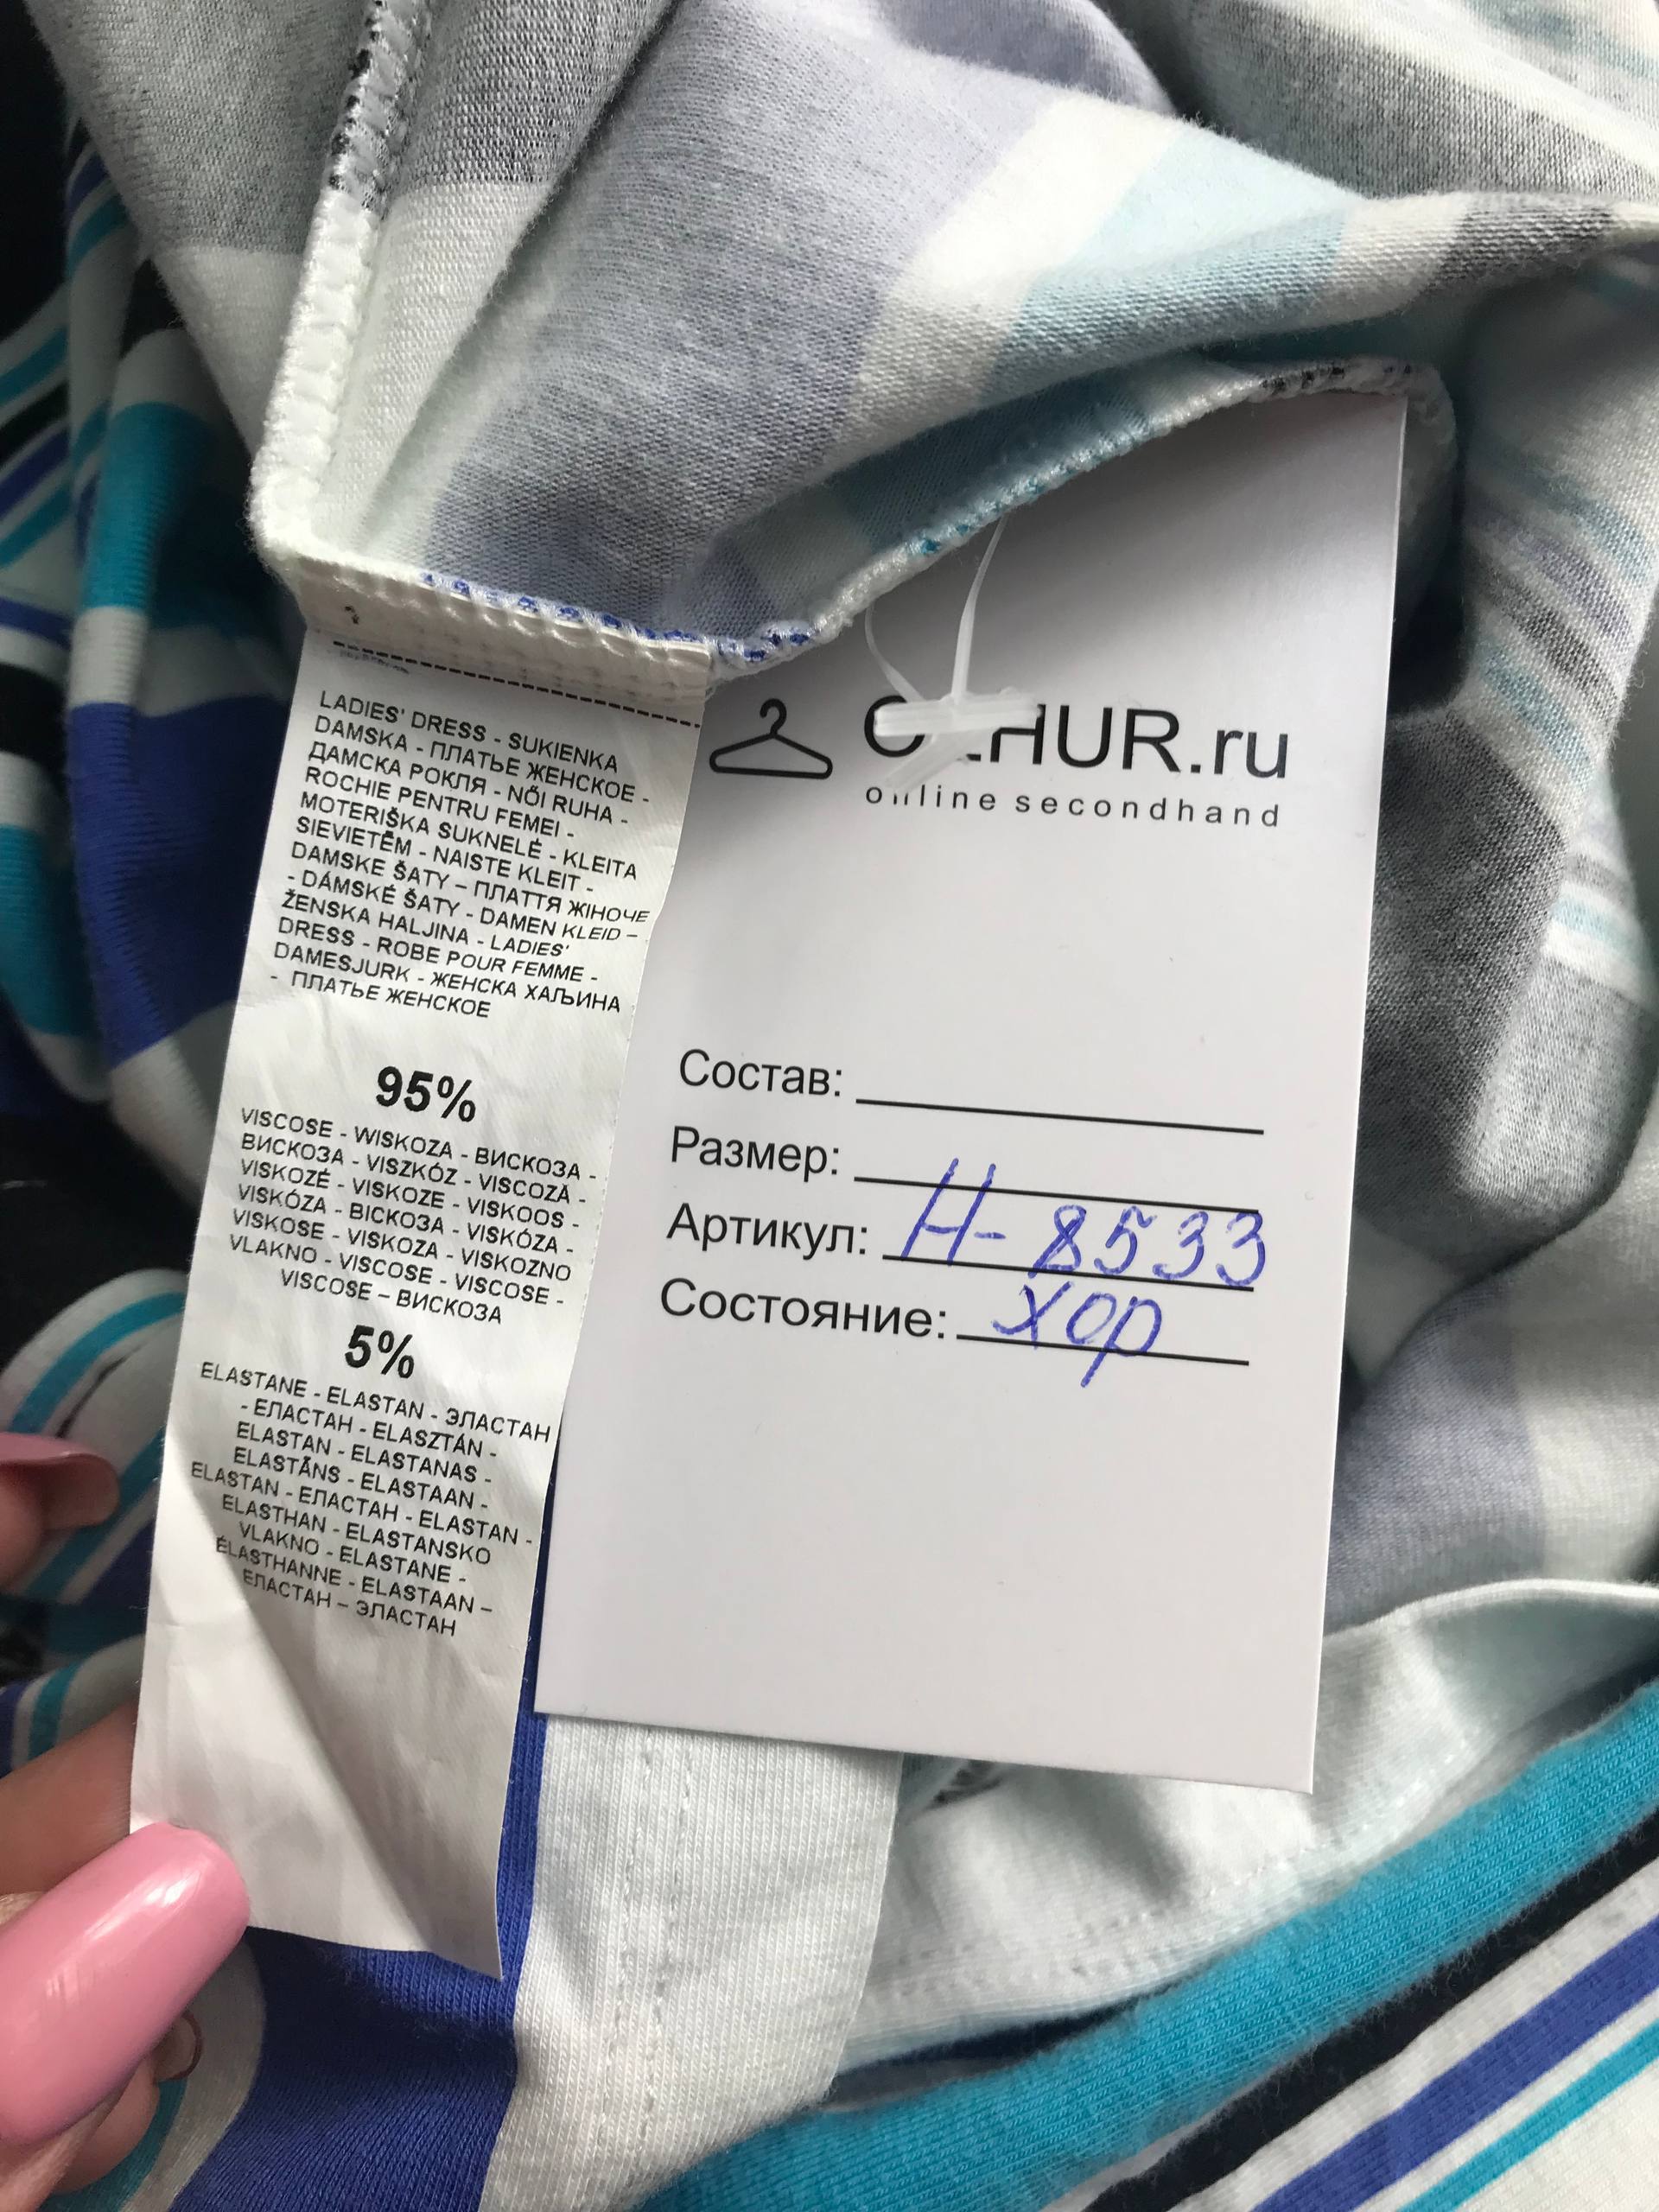 LADIES' DRESS - SUKIENKA
DAMSKA - ПЛАТЬЕ ЖЕНСКОЕ -
ДАМСКА РОКЛЯ - NŐI RUHA -
ROCHIE PENTRU FEMEI -
MOTERIŠKA SUKNELĖ - KLEITA
SIEVIETĒM - NAISTE KLEIT -
DAMSKE ŠATY – ПЛАТТЯ ЖІНОЧЕ
- DÁMSKÉ ŠATY - DAMEN KLEID –
ŽENSKA HALJINA - LADIES'
DRESS - ROBE POUR FEMME -
DAMESJURK - ЖЕНСКА ХАЉИНА
- ПЛАТЬЕ ЖЕНСКОЕ
95%
VISCOSE - WISKOZA - ВИСКОЗА -
ВИСКОЗА - VISZKÓZ - VISCOZĂ -
VISKOZĖ - VISKOZE - VISKOOS -
VISKÓZA - ВІСКОЗА - VISKÓZA -
VISKOSE - VISKOZA - VISKOZNO
VLAKNO - VISCOSE - VISCOSE -
VISCOSE – ВИСКОЗА
5%
ELASTANE - ELASTAN - ЭЛАСТАН
- ЕЛАСТАН - ELASZTÁN -
ELASTAN - ELASTANAS -
ELASTĀNS - ELASTAAN -
ELASTAN - ЕЛАСТАН - ELASTAN -
ELASTHAN - ELASTANSKO
VLAKNO - ELASTANE -
ÉLASTHANNE - ELASTAAN –
ЕЛАСТАН – ЭЛАСТАН
.ru
online secondhand
Состав:
Размер:
Артикул: Н-8533
Состояние: хор